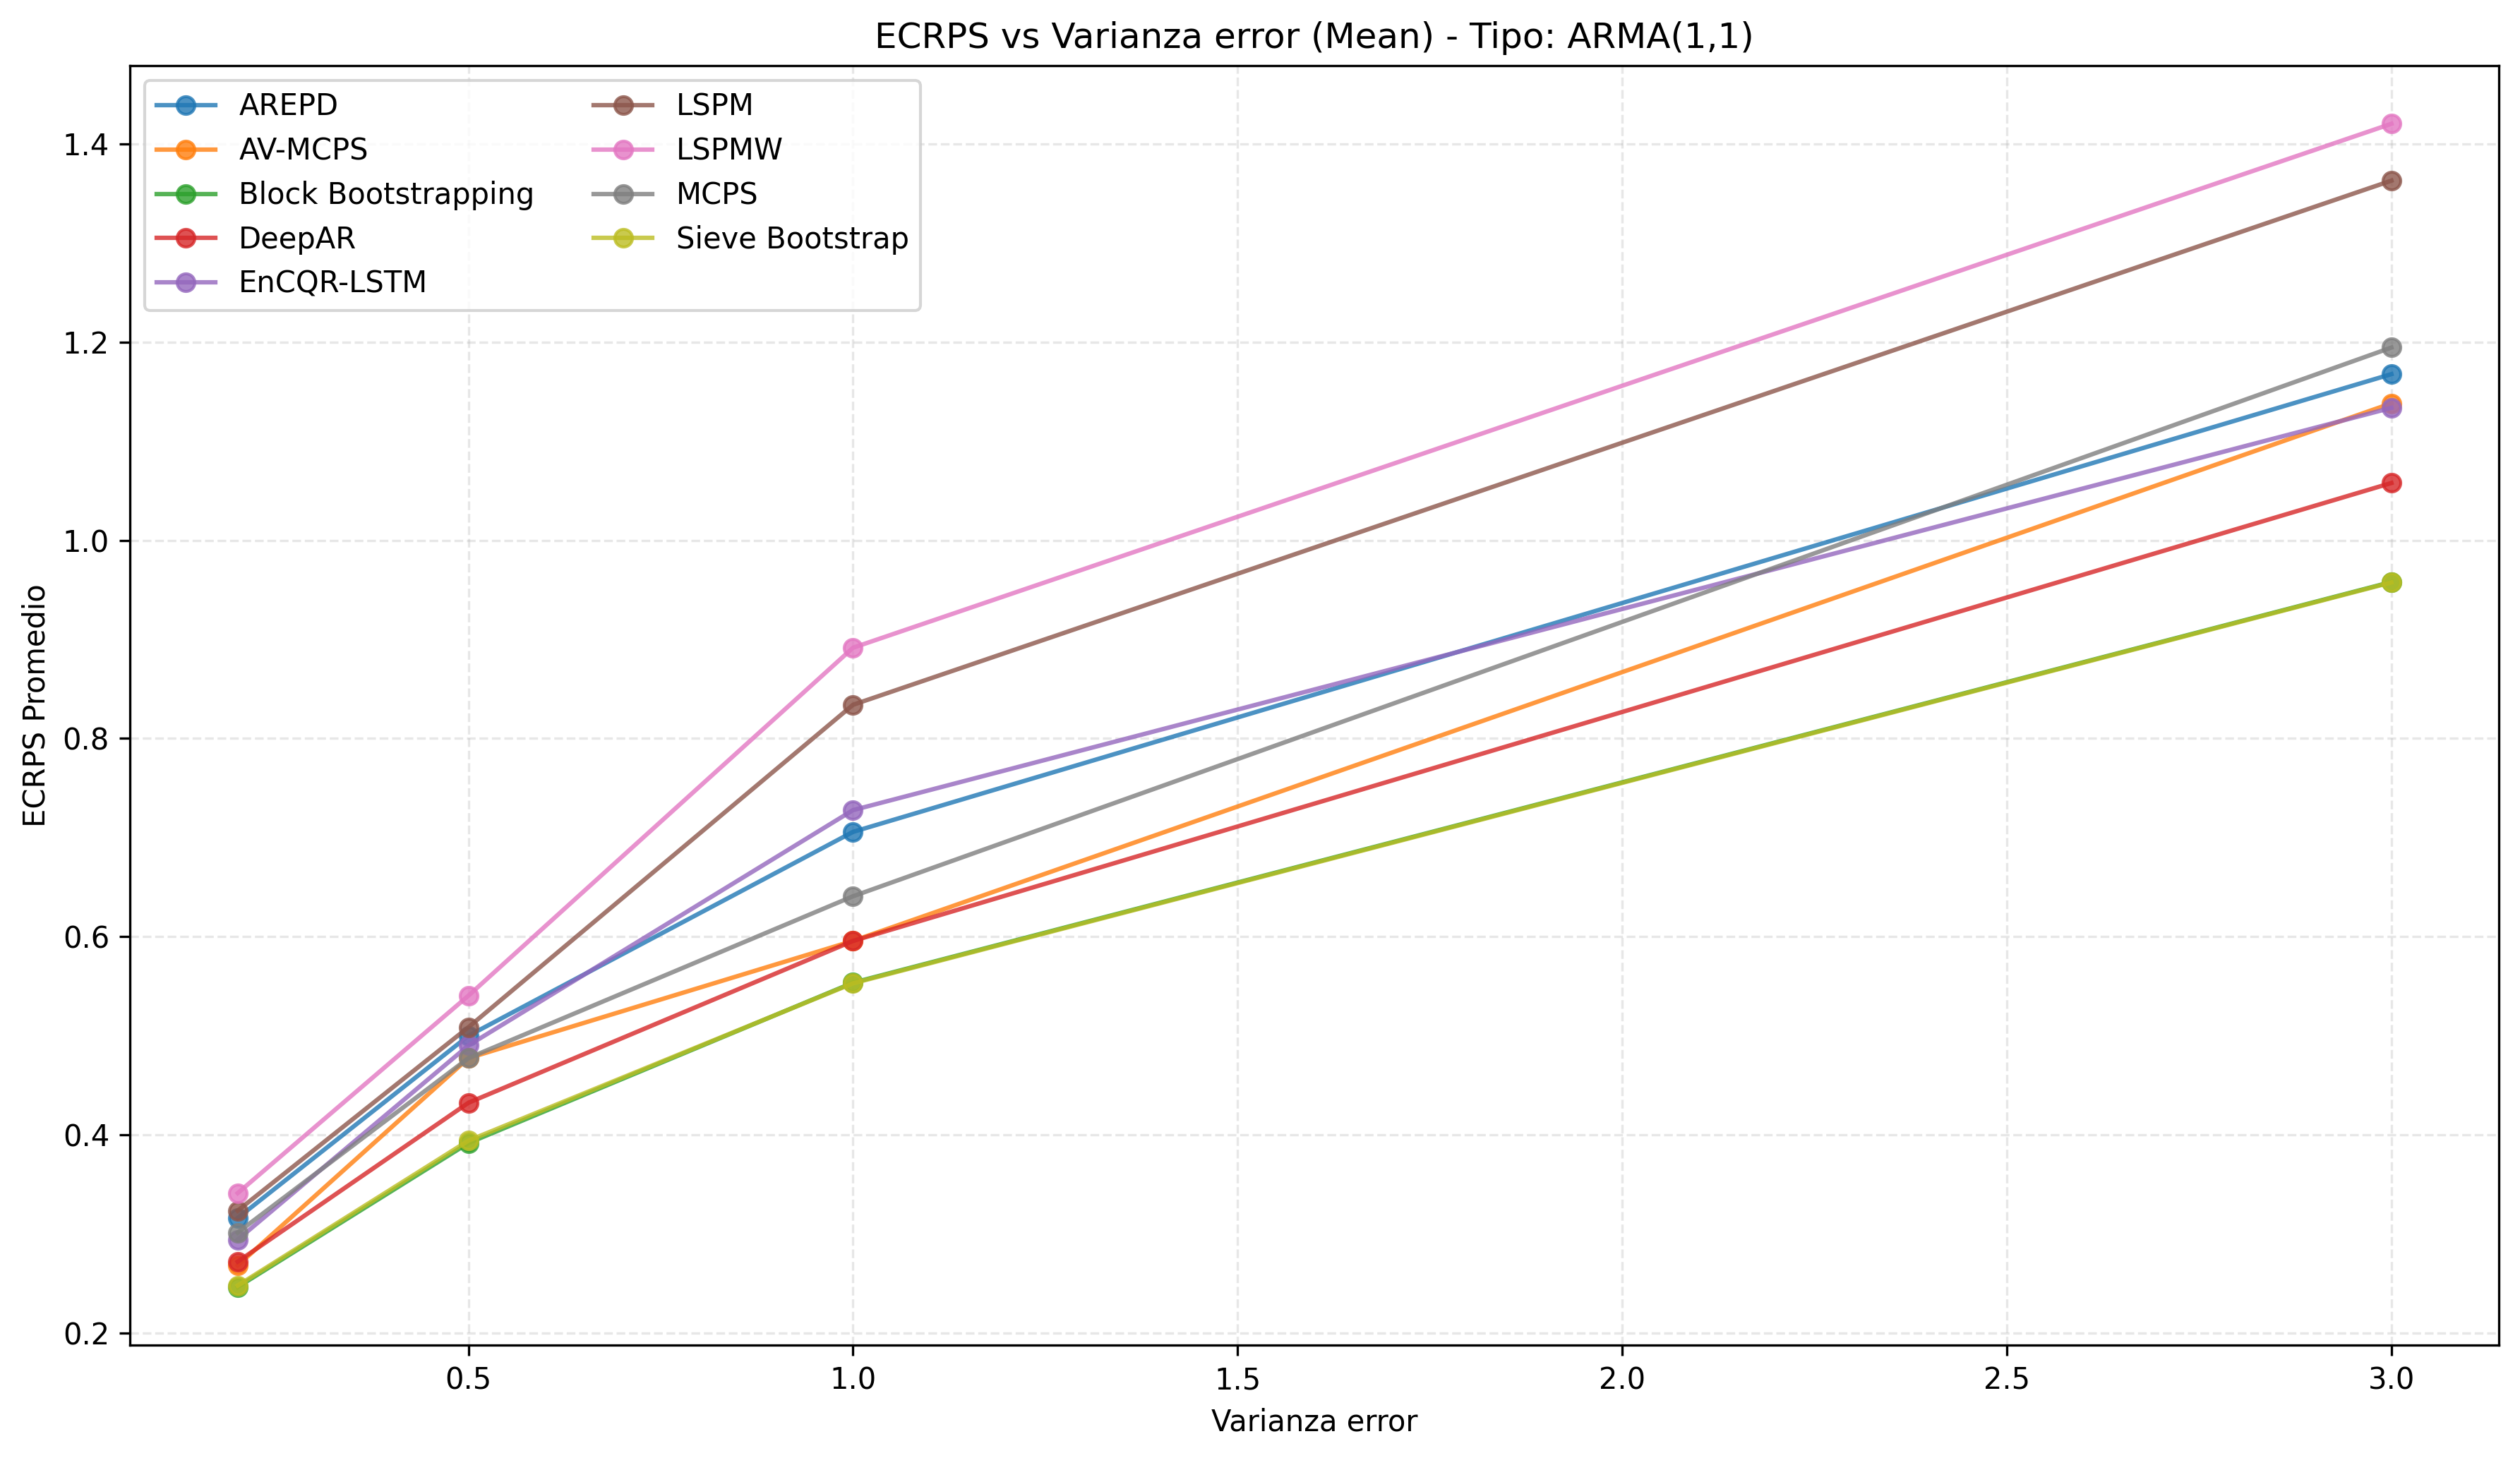 ECRPS vs Varianza error (Mean) - Tipo: ARMA(1,1)
AREPD
AV-MCPS
Block Bootstrapping
DeepAR
EnCQR-LSTM
LSPM
LSPMW
MCPS
Sieve Bootstrap
ECRPS Promedio
1.4
1.2
1.0
0.8
0.6
0.4
0.2
0.5
1.0
1.5
2.0
2.5
3.0
Varianza error